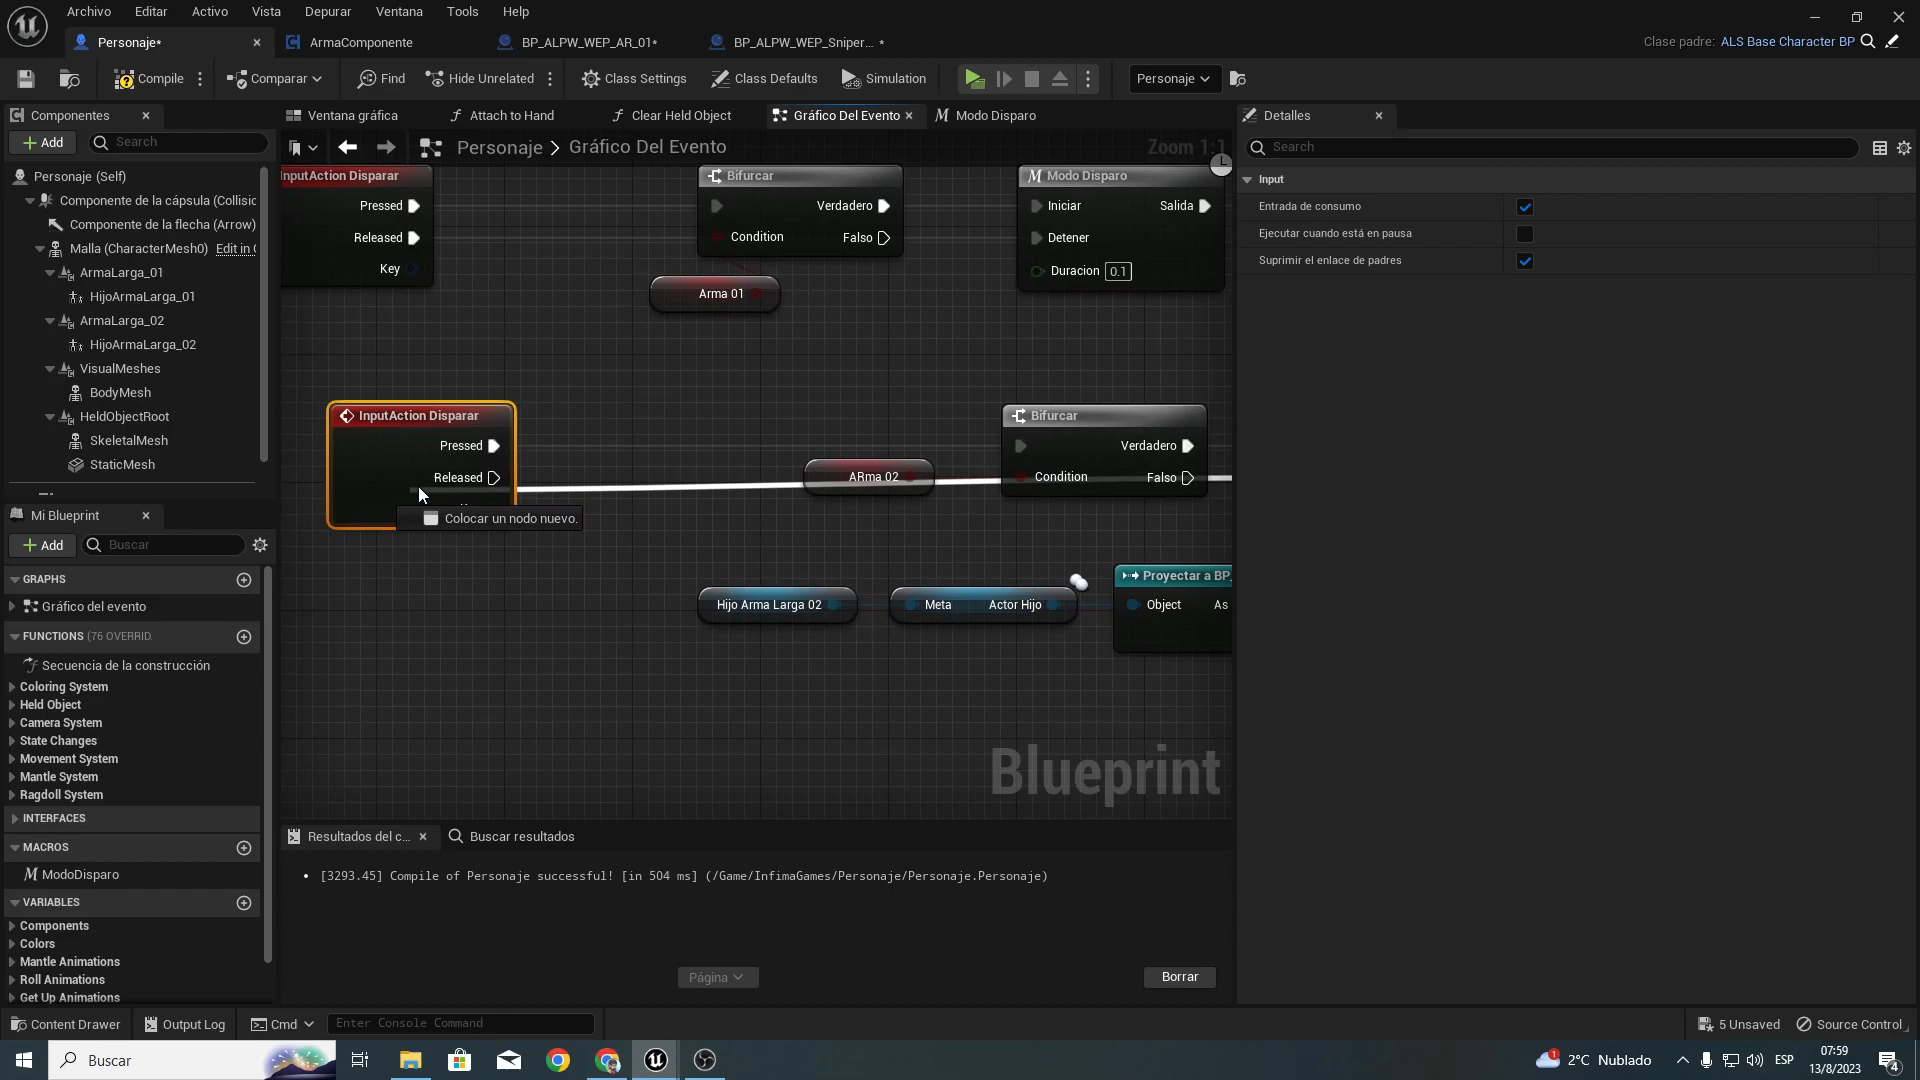 Archivo Editar Activo Vista Depurar Ventana Tools Help
Personaje*
ArmaComponente
BP_ALPW_WEP_AR_01*
BP_ALPW_WEP_Sniper... *
Clase padre: ALS Base Character BP
Compile
Comparar
Find
Hide Unrelated
Class Settings
Class Defaults
Simulation
Personaje
Componentes
Ventana gráfica
Attach to Hand
Clear Held Object
Gráfico Del Evento
Modo Disparo
Detalles
Add
Search
Personaje > Gráfico Del Evento
Zoom 1:1
Search
Personaje (Self)
Componente de la cápsula (Collisio
Componente de la flecha (Arrow)
Malla (CharacterMesh0) Edit in C
ArmaLarga_01
HijoArmaLarga_01
ArmaLarga_02
HijoArmaLarga_02
VisualMeshes
BodyMesh
HeldObjectRoot
SkeletalMesh
StaticMesh
Input
Entrada de consumo
Ejecutar cuando está en pausa
Suprimir el enlace de padres
InputAction Disparar
Pressed
Released
Key
Bifurcar
Verdadero
Condition
Falso
Arma 01
Modo Disparo
Iniciar
Salida
Detener
Duracion 0.1
InputAction Disparar
Pressed
Released
Colocar un nodo nuevo.
ARma 02
Bifurcar
Verdadero
Condition
Falso
Hijo Arma Larga 02
Meta
Actor Hijo
Proyectar a BP_
Object
As
Blueprint
Mi Blueprint
Add
Buscar
GRAPHS
Gráfico del evento
FUNCTIONS (76 OVERRID
Secuencia de la construcción
Coloring System
Held Object
Camera System
State Changes
Movement System
Mantle System
Ragdoll System
INTERFACES
MACROS
ModoDisparo
VARIABLES
Components
Colors
Mantle Animations
Roll Animations
Get Up Animations
Resultados del c...
Buscar resultados
[3293.45] Compile of Personaje successful! [in 504 ms] (/Game/InfimaGames/Personaje/Personaje.Personaje)
Página
Borrar
Content Drawer
Output Log
Cmd
Enter Console Command
5 Unsaved
Source Control
Buscar
1
2°C Nublado
ESP
07:59
13/8/2023
4